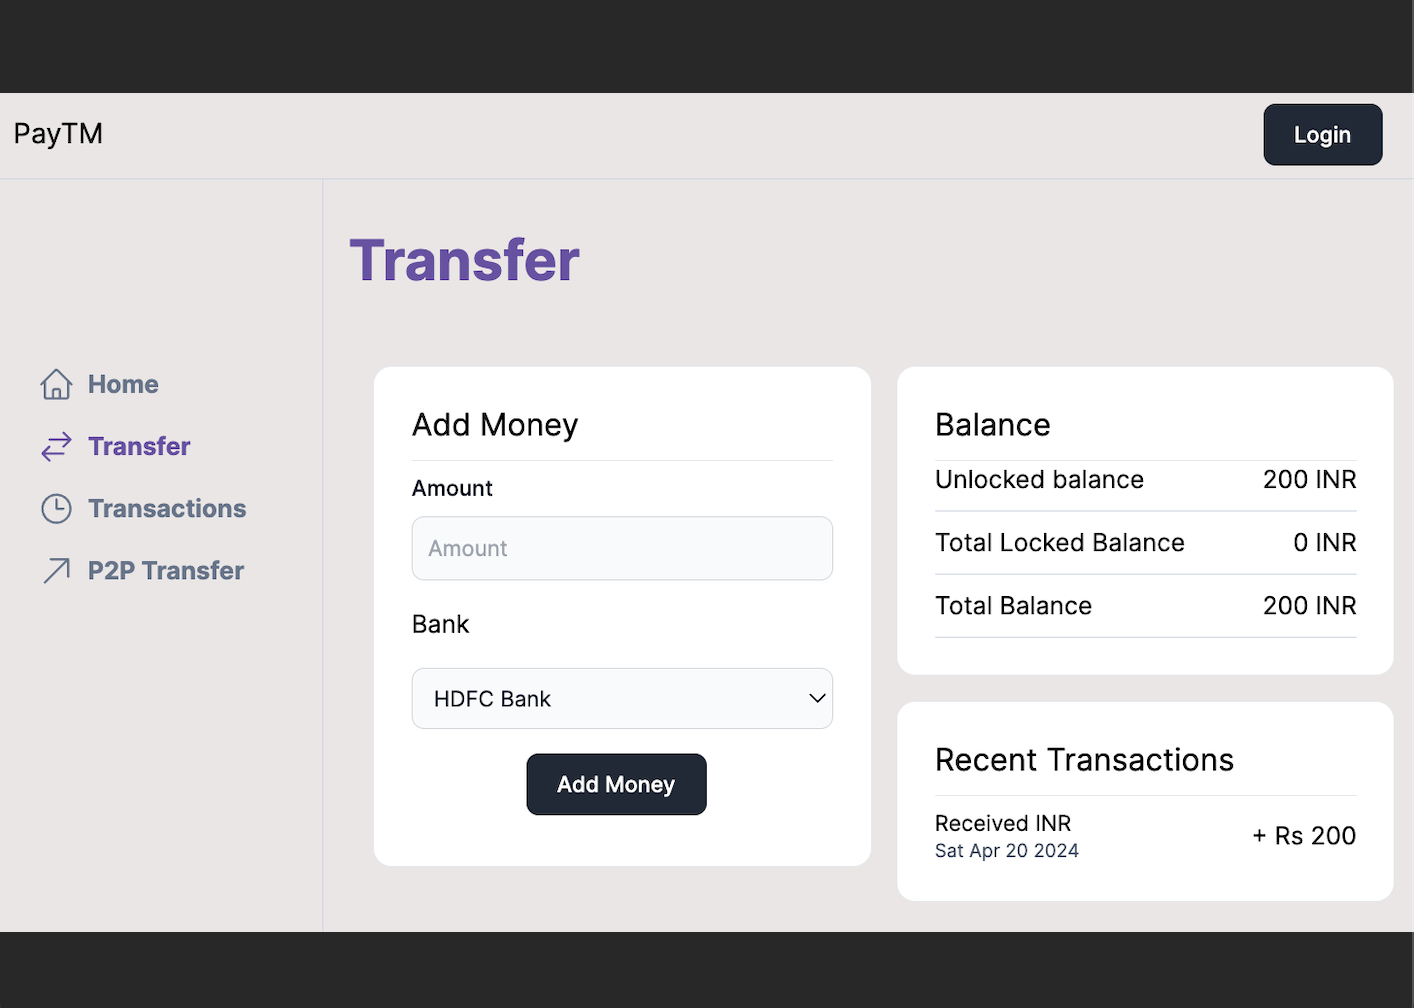 PayTM
Login
Transfer
Home
Transfer
Transactions
P2P Transfer
Add Money
Amount
Amount
Bank
HDFC Bank
Add Money
Balance
Unlocked balance 200 INR
Total Locked Balance 0 INR
Total Balance 200 INR
Recent Transactions
Received INR
Sat Apr 20 2024
+ Rs 200